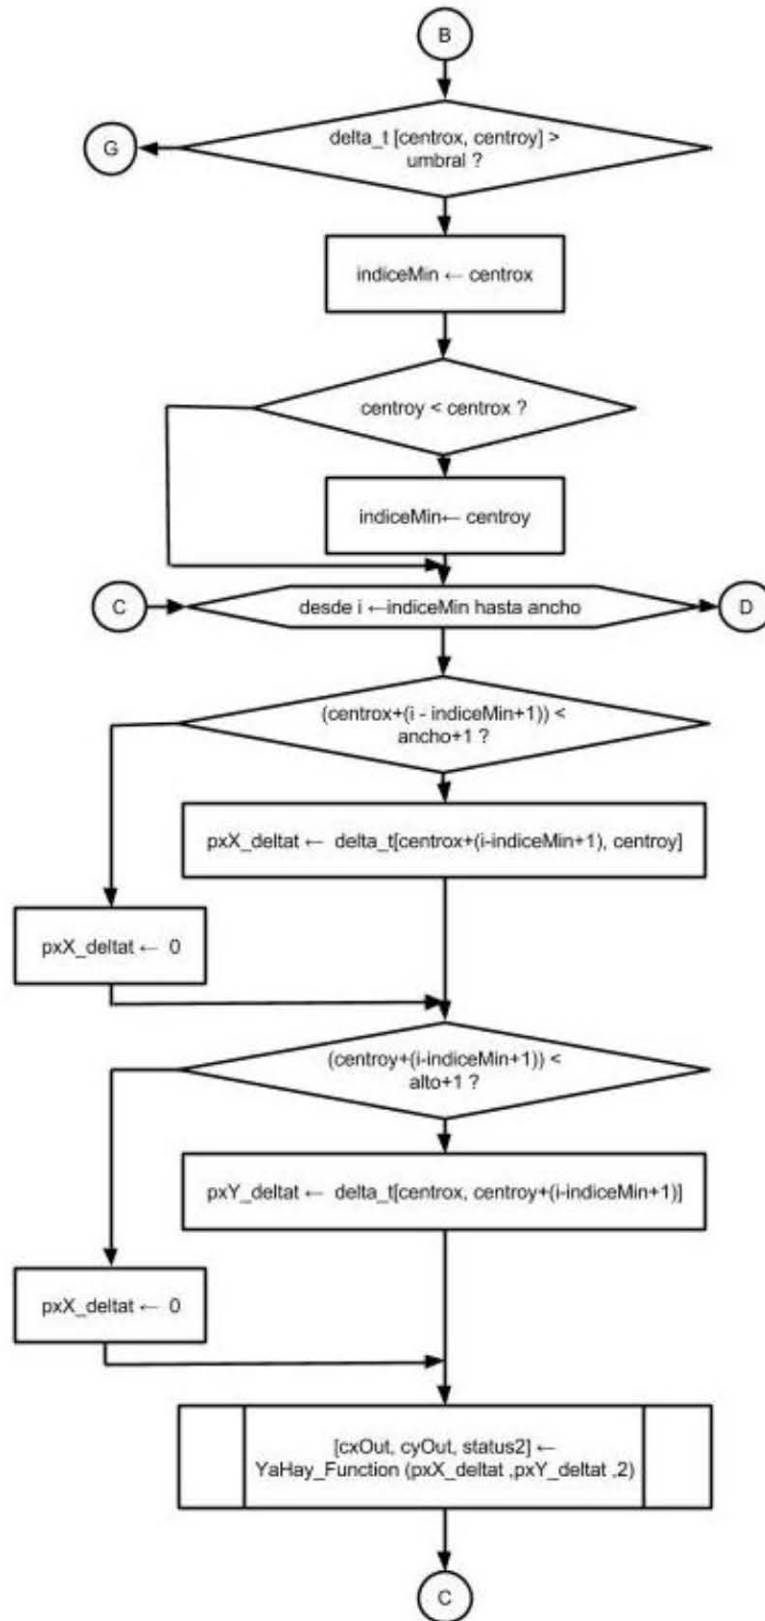 B
G
delta_t [centrox, centroy] >
umbral ?
indiceMin ← centrox
centroy < centrox ?
indiceMin← centroy
C
desde i ←indiceMin hasta ancho
D
(centrox+(i - indiceMin+1)) <
ancho+1 ?
pxX_deltat ← delta_t[centrox+(i-indiceMin+1), centroy]
pxX_deltat ← 0
(centroy+(i-indiceMin+1)) <
alto+1 ?
pxY_deltat ← delta_t[centrox, centroy+(i-indiceMin+1)]
pxX_deltat ← 0
[cxOut, cyOut, status2] ←
YaHay_Function (pxX_deltat ,pxY_deltat ,2)
C